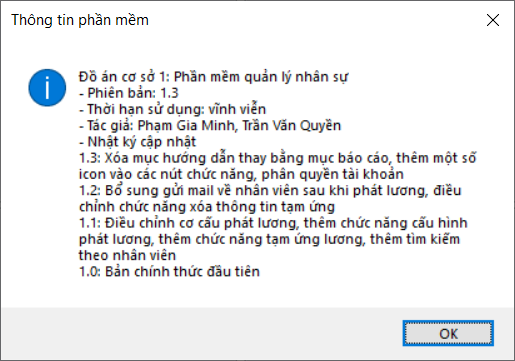 Thông tin phần mềm
Đồ án cơ sở 1: Phần mềm quản lý nhân sự
- Phiên bản: 1.3
- Thời hạn sử dụng: vĩnh viễn
- Tác giả: Phạm Gia Minh, Trần Văn Quyền
- Nhật ký cập nhật
1.3: Xóa mục hướng dẫn thay bằng mục báo cáo, thêm một số
icon vào các nút chức năng, phân quyền tài khoản
1.2: Bổ sung gửi mail về nhân viên sau khi phát lương, điều
chỉnh chức năng xóa thông tin tạm ứng
1.1: Điều chỉnh cơ cấu phát lương, thêm chức năng cấu hình
phát lương, thêm chức năng tạm ứng lương, thêm tìm kiếm
theo nhân viên
1.0: Bản chính thức đầu tiên
OK